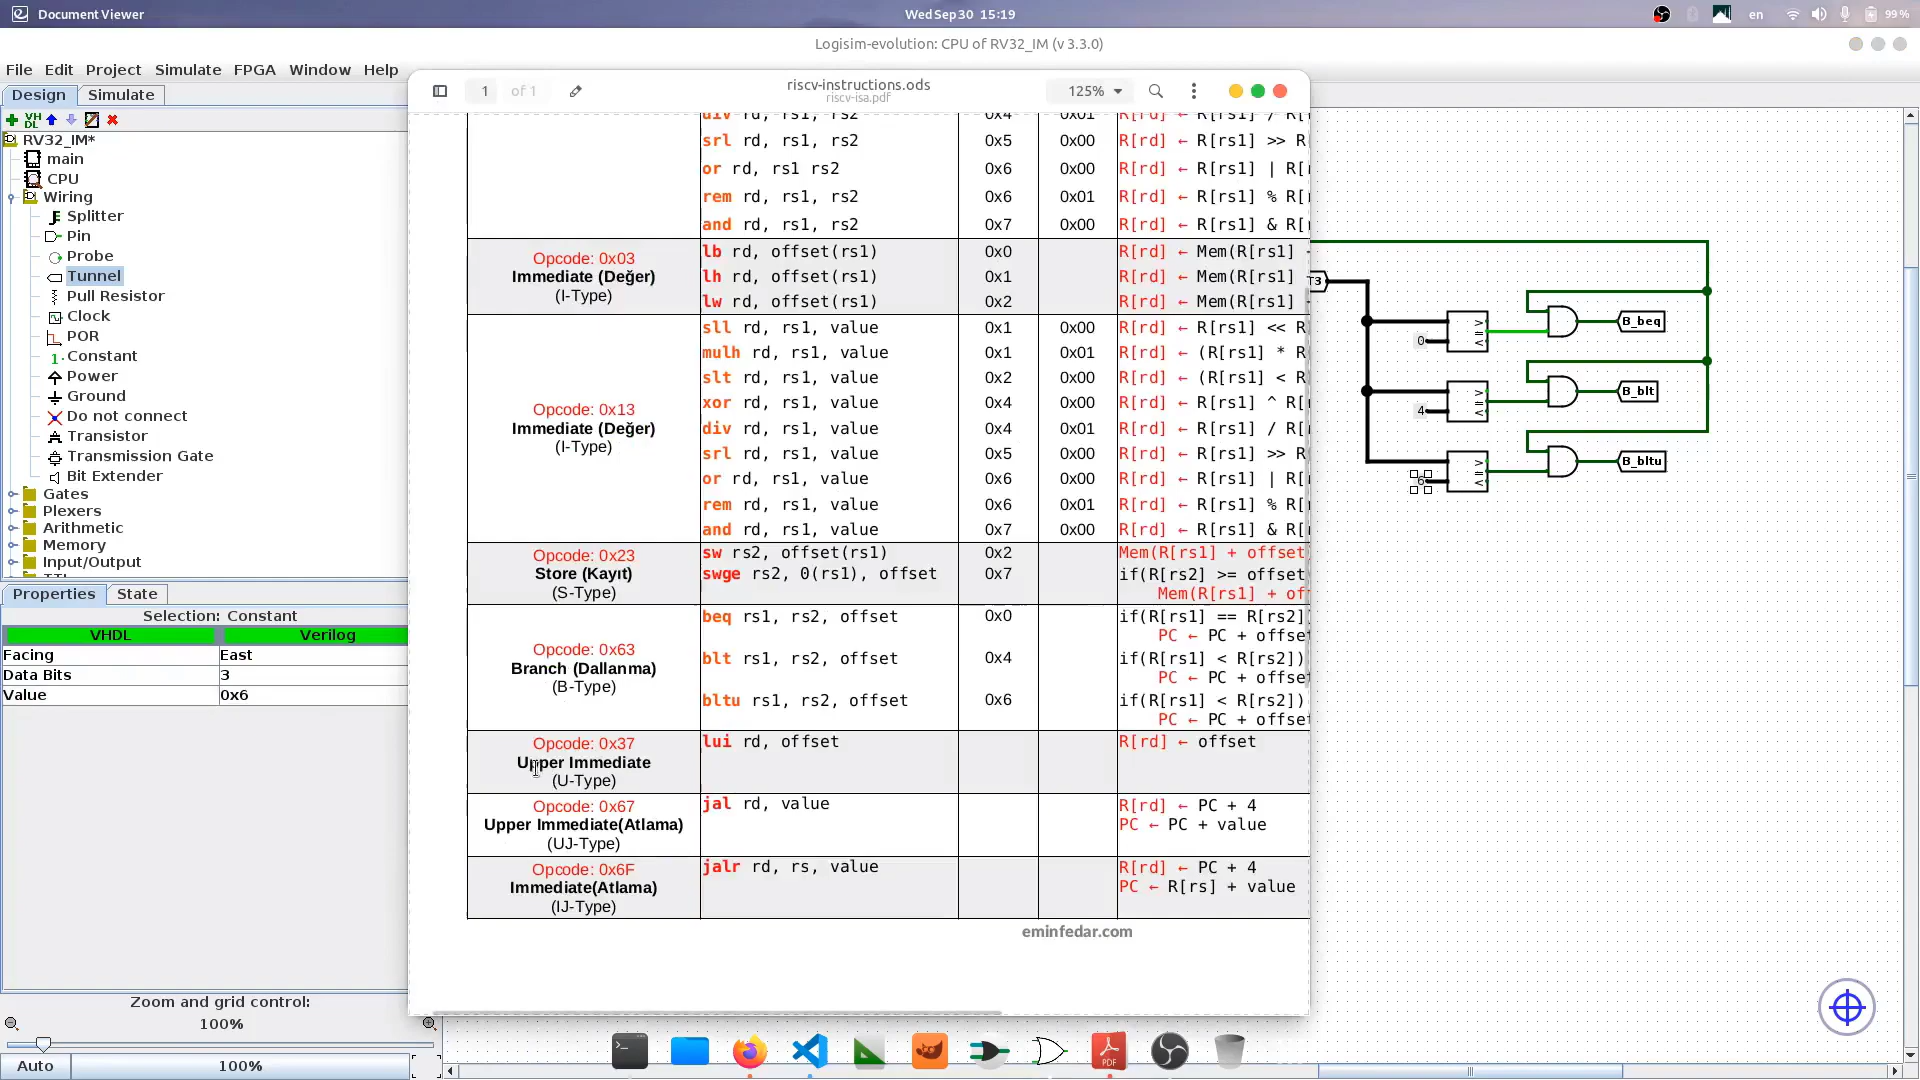 Document Viewer
Wed Sep 30 15:19
en
99 %
Logisim-evolution: CPU of RV32_IM (v 3.3.0)
File Edit Project Simulate FPGA Window Help
Design Simulate
VH
DL
RV32_IM*
main
CPU
Wiring
Splitter
Pin
Probe
Tunnel
Pull Resistor
Clock
POR
Constant
Power
Ground
Do not connect
Transistor
Transmission Gate
Bit Extender
Gates
Plexers
Arithmetic
Memory
Input/Output
Properties State
Selection: Constant
VHDL Verilog
Facing East
Data Bits 3
Value 0x6
Zoom and grid control:
100%
Auto 100%
1 of 1
riscv-instructions.ods
riscv-isa.pdf
125%
div rd, rs1, rs2 0x4 0x01 R[rd] ← R[rs1] / R[
srl rd, rs1, rs2 0x5 0x00 R[rd] ← R[rs1] >> R
or rd, rs1 rs2 0x6 0x00 R[rd] ← R[rs1] | R[
rem rd, rs1, rs2 0x6 0x01 R[rd] ← R[rs1] % R[
and rd, rs1, rs2 0x7 0x00 R[rd] ← R[rs1] & R[
Opcode: 0x03
Immediate (Değer)
(I-Type)
lb rd, offset(rs1) 0x0 R[rd] ← Mem(R[rs1]
lh rd, offset(rs1) 0x1 R[rd] ← Mem(R[rs1]
lw rd, offset(rs1) 0x2 R[rd] ← Mem(R[rs1]
Opcode: 0x13
Immediate (Değer)
(I-Type)
sll rd, rs1, value 0x1 0x00 R[rd] ← R[rs1] << R
mulh rd, rs1, value 0x1 0x01 R[rd] ← (R[rs1] * R
slt rd, rs1, value 0x2 0x00 R[rd] ← (R[rs1] < R
xor rd, rs1, value 0x4 0x00 R[rd] ← R[rs1] ^ R[
div rd, rs1, value 0x4 0x01 R[rd] ← R[rs1] / R[
srl rd, rs1, value 0x5 0x00 R[rd] ← R[rs1] >> R
or rd, rs1, value 0x6 0x00 R[rd] ← R[rs1] | R[
rem rd, rs1, value 0x6 0x01 R[rd] ← R[rs1] % R[
and rd, rs1, value 0x7 0x00 R[rd] ← R[rs1] & R[
Opcode: 0x23
Store (Kayıt)
(S-Type)
sw rs2, offset(rs1) 0x2 Mem(R[rs1] + offset
swge rs2, 0(rs1), offset 0x7 if(R[rs2] >= offset
Mem(R[rs1] + of
Opcode: 0x63
Branch (Dallanma)
(B-Type)
beq rs1, rs2, offset 0x0 if(R[rs1] == R[rs2]
PC ← PC + offse
blt rs1, rs2, offset 0x4 if(R[rs1] < R[rs2])
PC ← PC + offse
bltu rs1, rs2, offset 0x6 if(R[rs1] < R[rs2])
PC ← PC + offse
Opcode: 0x37
Upper Immediate
(U-Type)
lui rd, offset R[rd] ← offset
Opcode: 0x67
Upper Immediate(Atlama)
(UJ-Type)
jal rd, value R[rd] ← PC + 4
PC ← PC + value
Opcode: 0x6F
Immediate(Atlama)
(IJ-Type)
jalr rd, rs, value R[rd] ← PC + 4
PC ← R[rs] + value
eminfedar.com
0
B_beq
4
B_blt
6
B_bltu
PDF